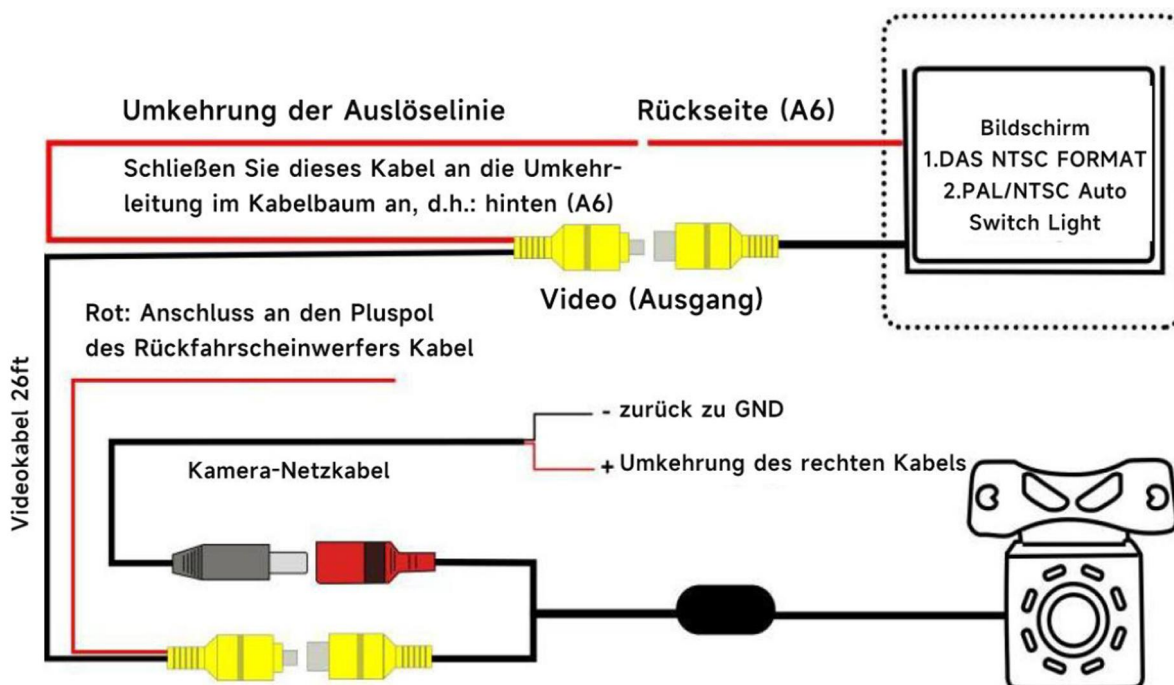 Umkehrung der Auslöselinie
Rückseite (A6)
Schließen Sie dieses Kabel an die Umkehr-
leitung im Kabelbaum an, d.h.: hinten (A6)
Bildschirm
1.DAS NTSC FORMAT
2.PAL/NTSC Auto
Switch Light
Video (Ausgang)
Rot: Anschluss an den Pluspol
des Rückfahrscheinwerfers Kabel
Videokabel 26ft
- zurück zu GND
+ Umkehrung des rechten Kabels
Kamera-Netzkabel